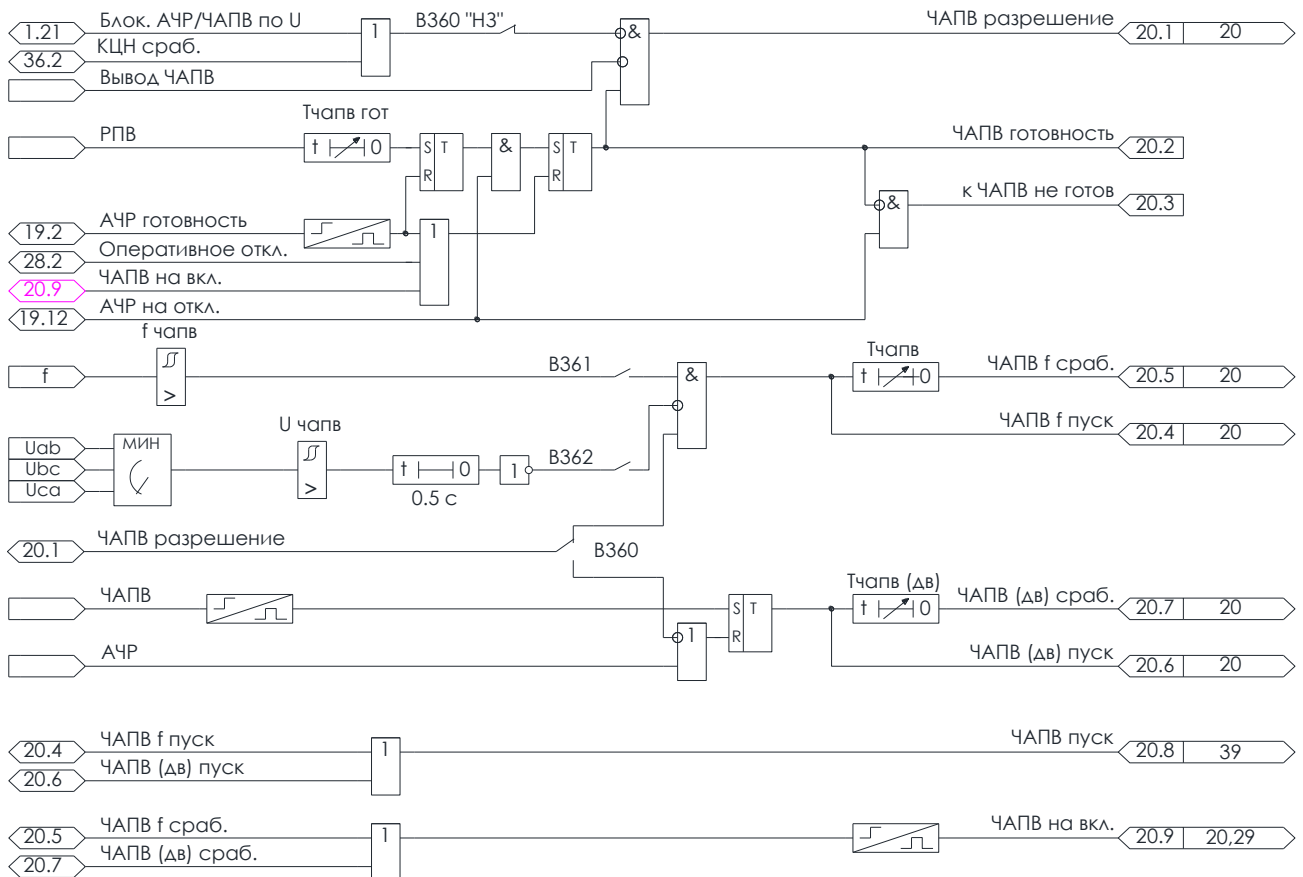 Блок. АЧР/ЧАПВ по U
1.21
1
В360 "НЗ"
&
ЧАПВ разрешение
20.1 20
КЦН сраб.
36.2
Вывод ЧАПВ
Тчапв гот
РПВ
t 0
S T
R
&
S T
R
ЧАПВ готовность
20.2
к ЧАПВ не готов
&
20.3
АЧР готовность
19.2
1
Оперативное откл.
28.2
ЧАПВ на вкл.
20.9
АЧР на откл.
19.12
f чапв
f
>
В361
&
Тчапв
t 0
ЧАПВ f сраб.
20.5 20
ЧАПВ f пуск
20.4 20
U чапв
Uab
Ubc
Uca
МИН
>
t 0
0.5 с
1
В362
ЧАПВ разрешение
20.1
В360
ЧАПВ
S T
R
Тчапв (дв)
t 0
ЧАПВ (дв) сраб.
20.7 20
АЧР
1
ЧАПВ (дв) пуск
20.6 20
ЧАПВ f пуск
20.4
1
ЧАПВ пуск
20.8 39
ЧАПВ (дв) пуск
20.6
ЧАПВ f сраб.
20.5
1
ЧАПВ на вкл.
20.9 20,29
ЧАПВ (дв) сраб.
20.7